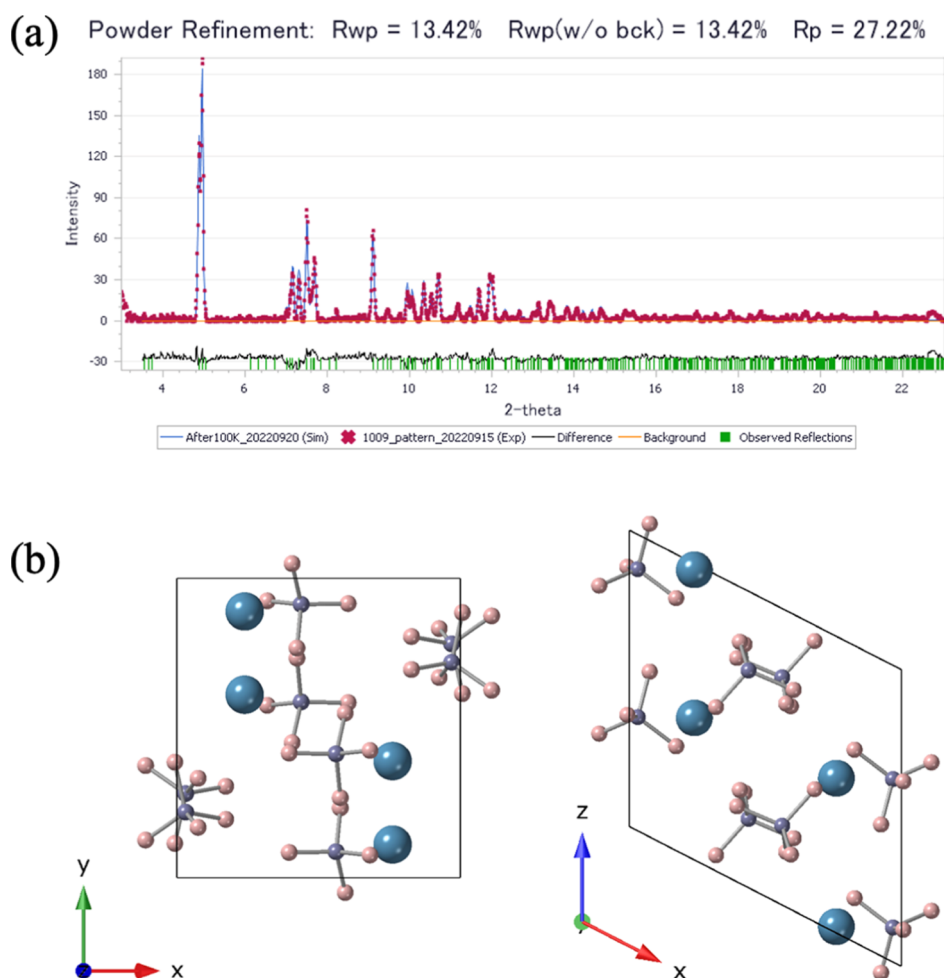 (a) Powder Refinement: Rwp = 13.42% Rwp(w/o bck) = 13.42% Rp = 27.22%
180
150
120
90
60
30
0
-30
Intensity
4 6 8 10 12 14 16 18 20 22
2-theta
After100K_20220920 (Sim) 1009_pattern_20220915 (Exp) Difference Background Observed Reflections
(b)
y
z
x
z
y
x